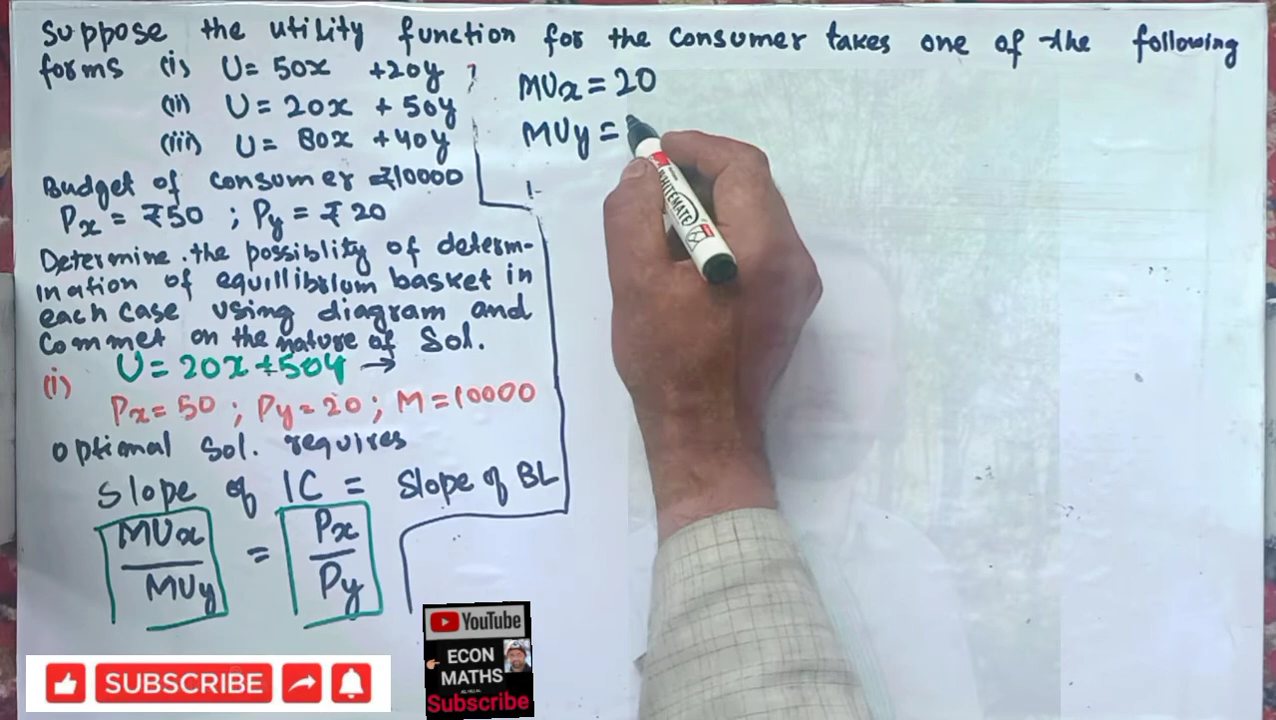 Suppose the utility function for the consumer takes one of the following
forms (i) U = 50x +20y ;
(ii) U = 20x + 50y
(iii) U = 80x +40y
Budget of consumer = ₹10000
Px = ₹50 ; Py = ₹ 20
Determine the possiblity of determ-
ination of equillibrium basket in
each case using diagram and
Commet on the nature of Sol.
(i) U = 20x +50y →
Px = 50 ; Py = 20 ; M = 10000
Optimal Sol. requires
Slope of IC = Slope of BL
MUx / MUy = Px / Py
MUx = 20
MUy =
SUBSCRIBE
YouTube
ECON
MATHS
Subscribe